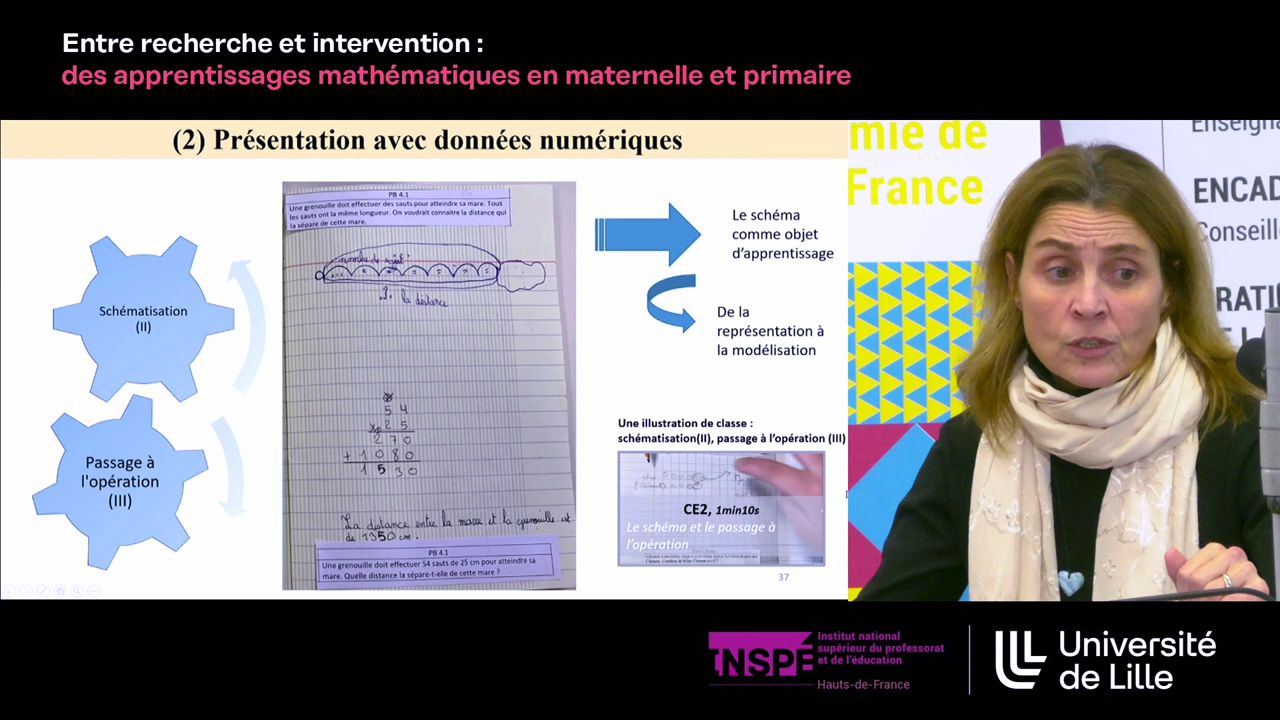 Entre recherche et intervention :
des apprentissages mathématiques en maternelle et primaire
(2) Présentation avec données numériques
Schématisation
(II)
Passage à
l'opération
(III)
PB 4.1
Une grenouille doit effectuer des sauts pour atteindre sa mare. Tous
les sauts ont la même longueur. On voudrait connaitre la distance qui
la sépare de cette mare.
nombre de saut
? la distance
5 4
x 2 5
2 7 0
+ 1 0 8 0
1 5 3 0
La distance entre la mare et la grenouille est
de 1350 cm.
PB 4.1
Une grenouille doit effectuer 54 sauts de 25 cm pour atteindre sa
mare. Quelle distance la sépare-t-elle de cette mare ?
Le schéma
comme objet
d'apprentissage
De la
représentation à
la modélisation
Une illustration de classe :
schématisation(II), passage à l'opération (III)
CE2, 1min10s
Le schéma et le passage à
l'opération
37
mie de
France
Enseigna
ENCAD
Conseille
RATI
INSPÉ
Institut national
supérieur du professorat
et de l'éducation
Hauts-de-France
Université
de Lille